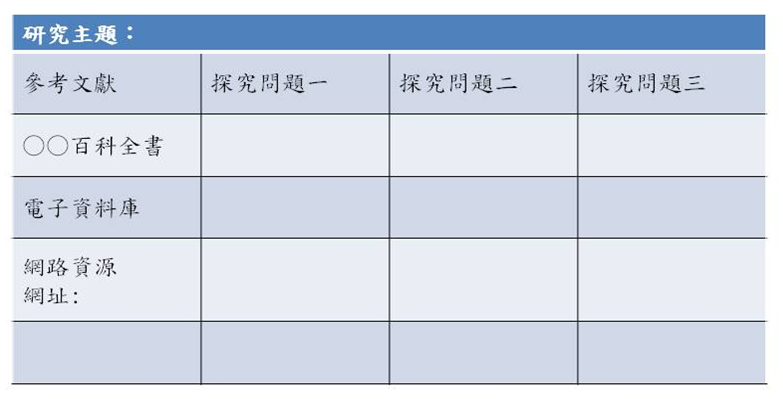 研究主題：
參考文獻 探究問題一 探究問題二 探究問題三
○○百科全書
電子資料庫
網路資源
網址: